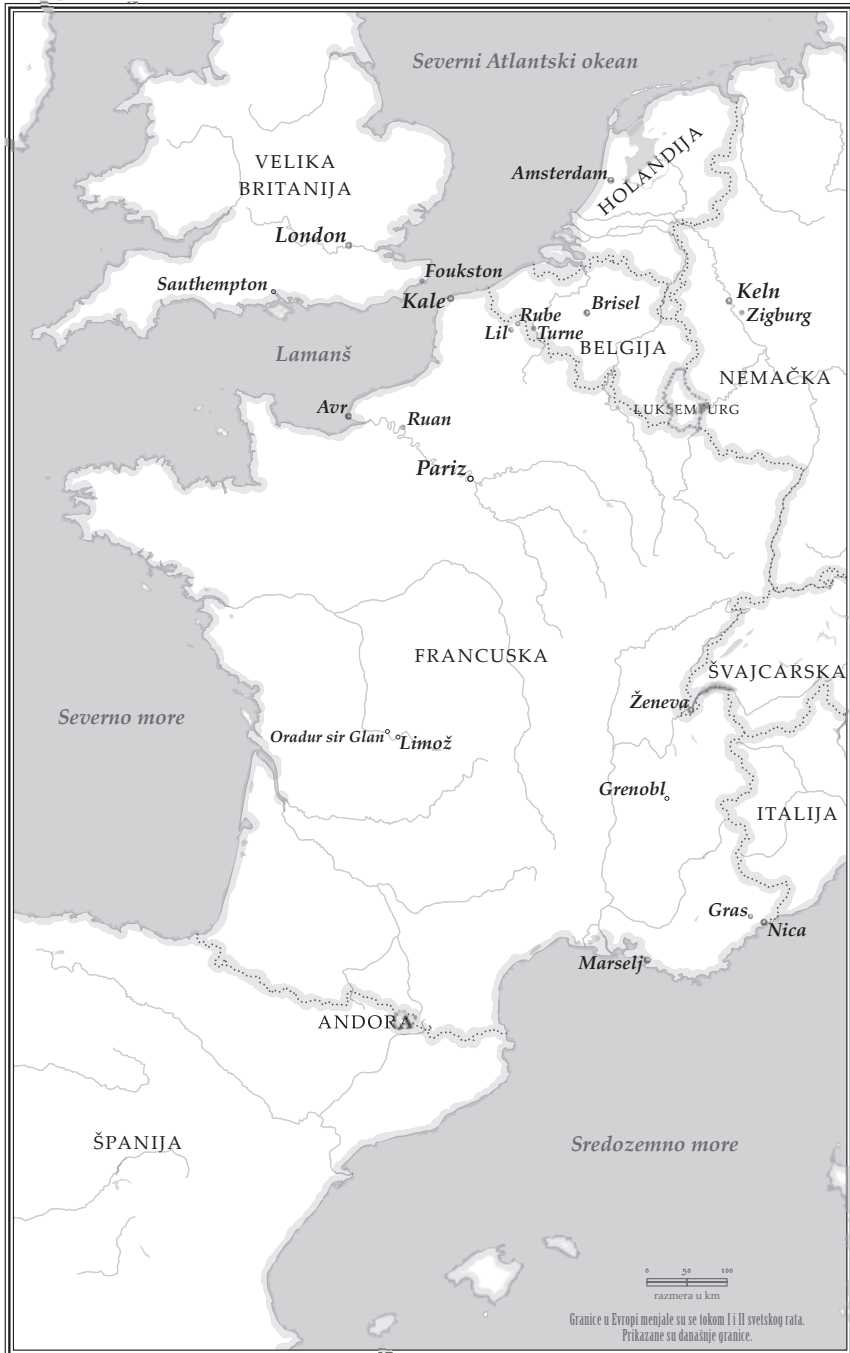 Severni Atlantski okean
VELIKA
BRITANIJA
HOLANDIJA
Amsterdam
London
Foukston
Sauthempton
Kale
Keln
Brisel
Zigburg
Rube
Lil
Turne
BELGIJA
Lamanš
NEMAČKA
LUKSEMBURG
Avr
Ruan
Pariz
FRANCUSKA
ŠVAJCARSKA
Ženeva
Severno more
Oradur sir Glan
Limož
Grenobl
ITALIJA
Gras
Nica
Marselj
ANDORA
ŠPANIJA
Sredozemno more
0 50 100
razmera u km
Granice u Evropi menjale su se tokom I i II svetskog rata.
Prikazane su današnje granice.